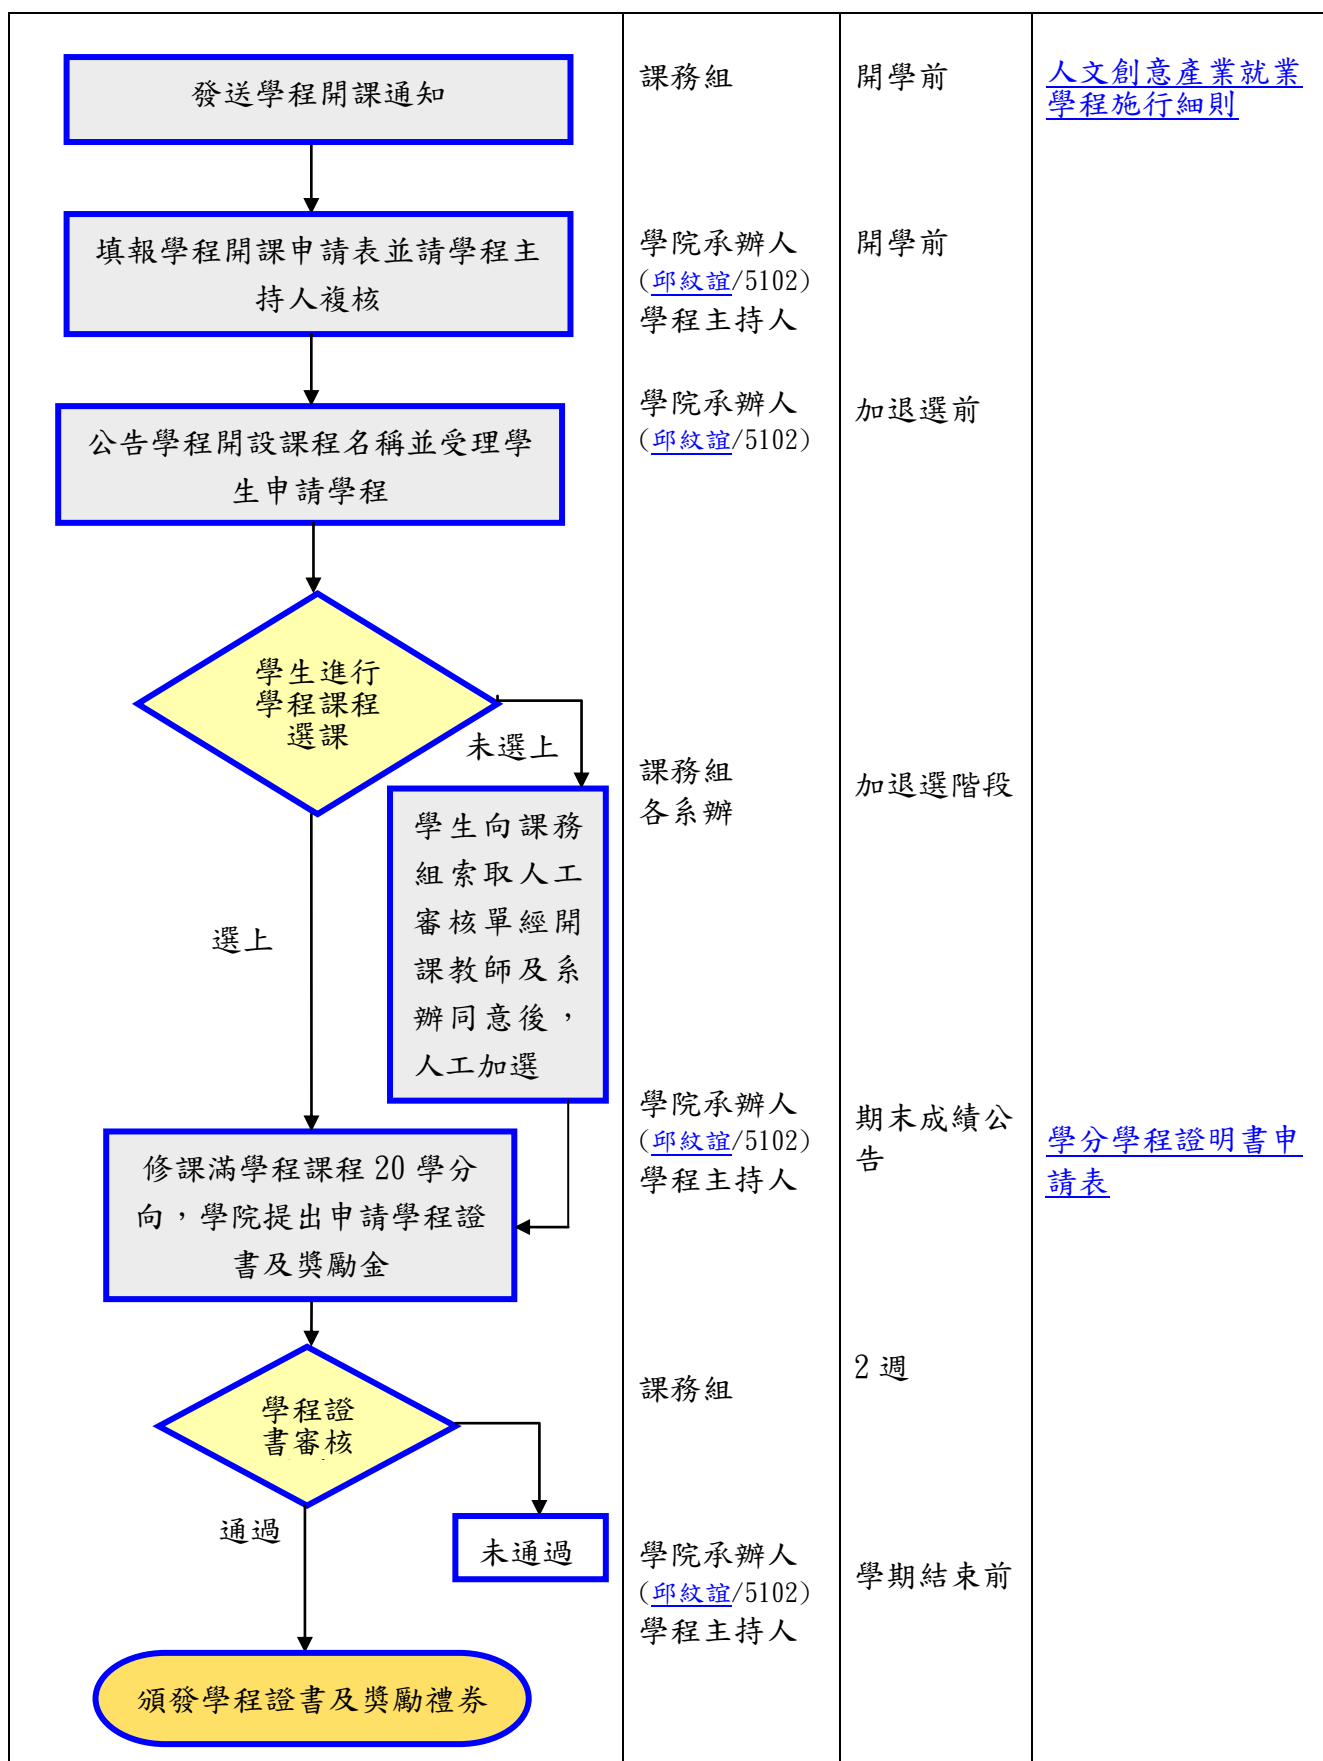 發送學程開課通知
課務組
開學前
人文創意產業就業
學程施行細則
填報學程開課申請表並請學程主
持人複核
學院承辦人
(邱紋誼/5102)
學程主持人
開學前
公告學程開設課程名稱並受理學
生申請學程
學院承辦人
(邱紋誼/5102)
加退選前
學生進行
學程課程
選課
未選上
選上
學生向課務
組索取人工
審核單經開
課教師及系
辦同意後，
人工加選
課務組
各系辦
加退選階段
修課滿學程課程 20 學分
向，學院提出申請學程證
書及獎勵金
學院承辦人
(邱紋誼/5102)
學程主持人
期末成績公
告
學分學程證明書申
請表
學程證
書審核
課務組
2 週
通過
未通過
學院承辦人
(邱紋誼/5102)
學程主持人
學期結束前
頒發學程證書及獎勵禮券